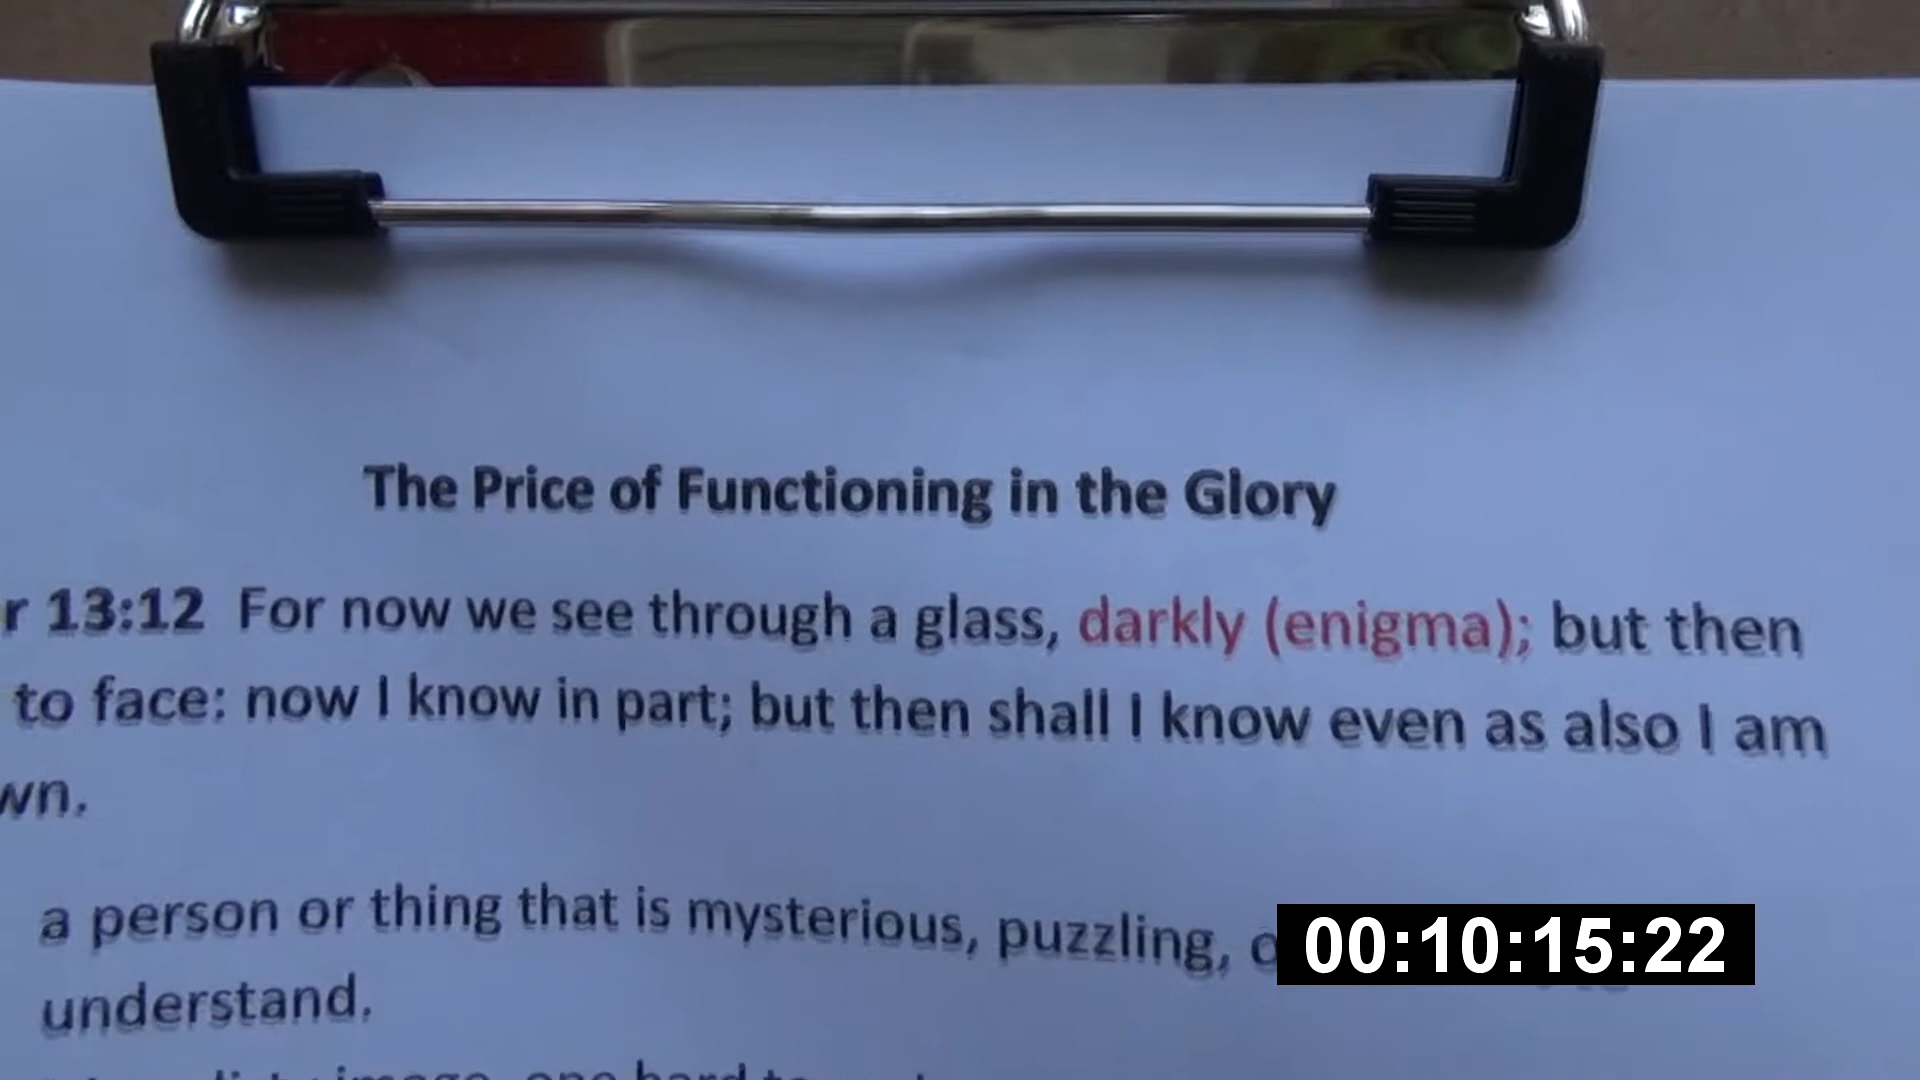 The Price of Functioning in the Glory
r 13:12 For now we see through a glass, darkly (enigma); but then
to face: now I know in part; but then shall I know even as also I am
wn.
a person or thing that is mysterious, puzzling, o
00:10:15:22
understand.